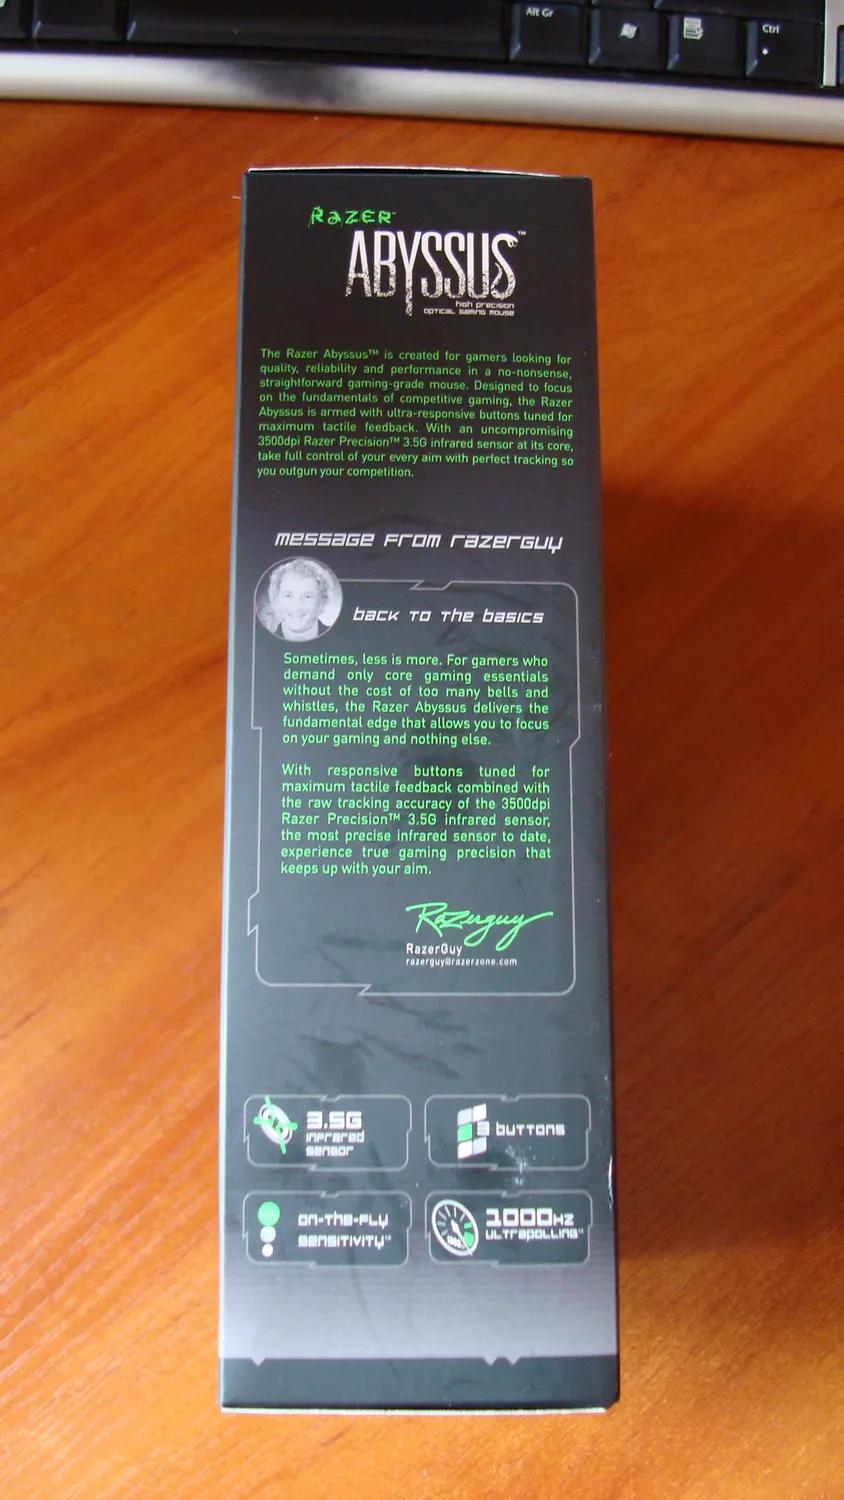 Alt Gr
Ctrl
RAZER™
ABYSSUS™
high precision
optical gaming mouse
The Razer Abyssus™ is created for gamers looking for
quality, reliability and performance in a no-nonsense,
straightforward gaming-grade mouse. Designed to focus
on the fundamentals of competitive gaming, the Razer
Abyssus is armed with ultra-responsive buttons tuned for
maximum tactile feedback. With an uncompromising
3500dpi Razer Precision™ 3.5G infrared sensor at its core,
take full control of your every aim with perfect tracking so
you outgun your competition.
message from razerguy
back to the basics
Sometimes, less is more. For gamers who
demand only core gaming essentials
without the cost of too many bells and
whistles, the Razer Abyssus delivers the
fundamental edge that allows you to focus
on your gaming and nothing else.
With responsive buttons tuned for
maximum tactile feedback combined with
the raw tracking accuracy of the 3500dpi
Razer Precision™ 3.5G infrared sensor,
the most precise infrared sensor to date,
experience true gaming precision that
keeps up with your aim.
Razerguy
RazerGuy
razerguy@razerzone.com
3.5G
infrared
sensor
3 buttons
on-the-fly
sensitivity™
1000Hz
ultrapolling™